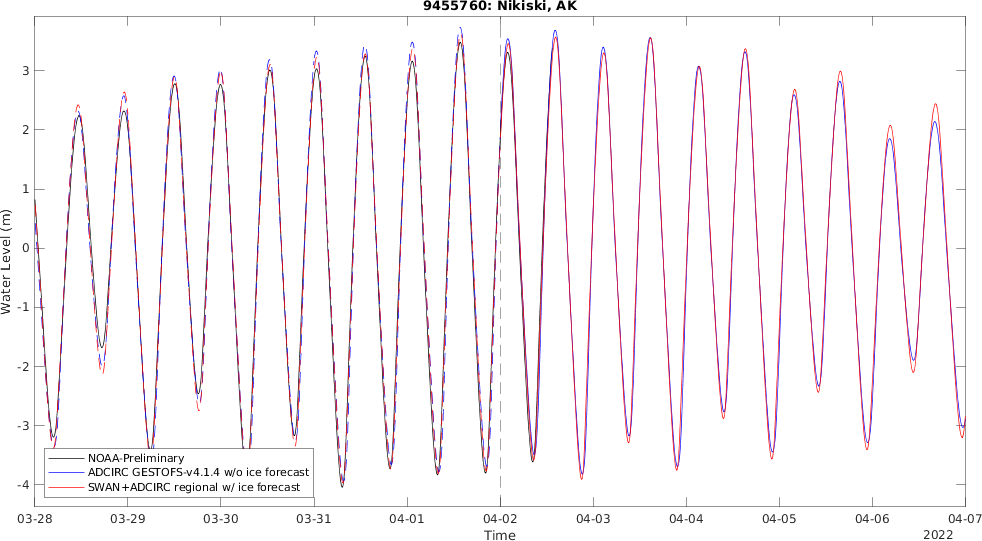 9455760: Nikiski, AK
3
2
1
0
-1
-2
-3
-4
Water Level (m)
NOAA-Preliminary
ADCIRC GESTOFS-v4.1.4 w/o ice forecast
SWAN+ADCIRC regional w/ ice forecast
03-28 03-29 03-30 03-31 04-01 04-02 04-03 04-04 04-05 04-06 04-07
Time
2022